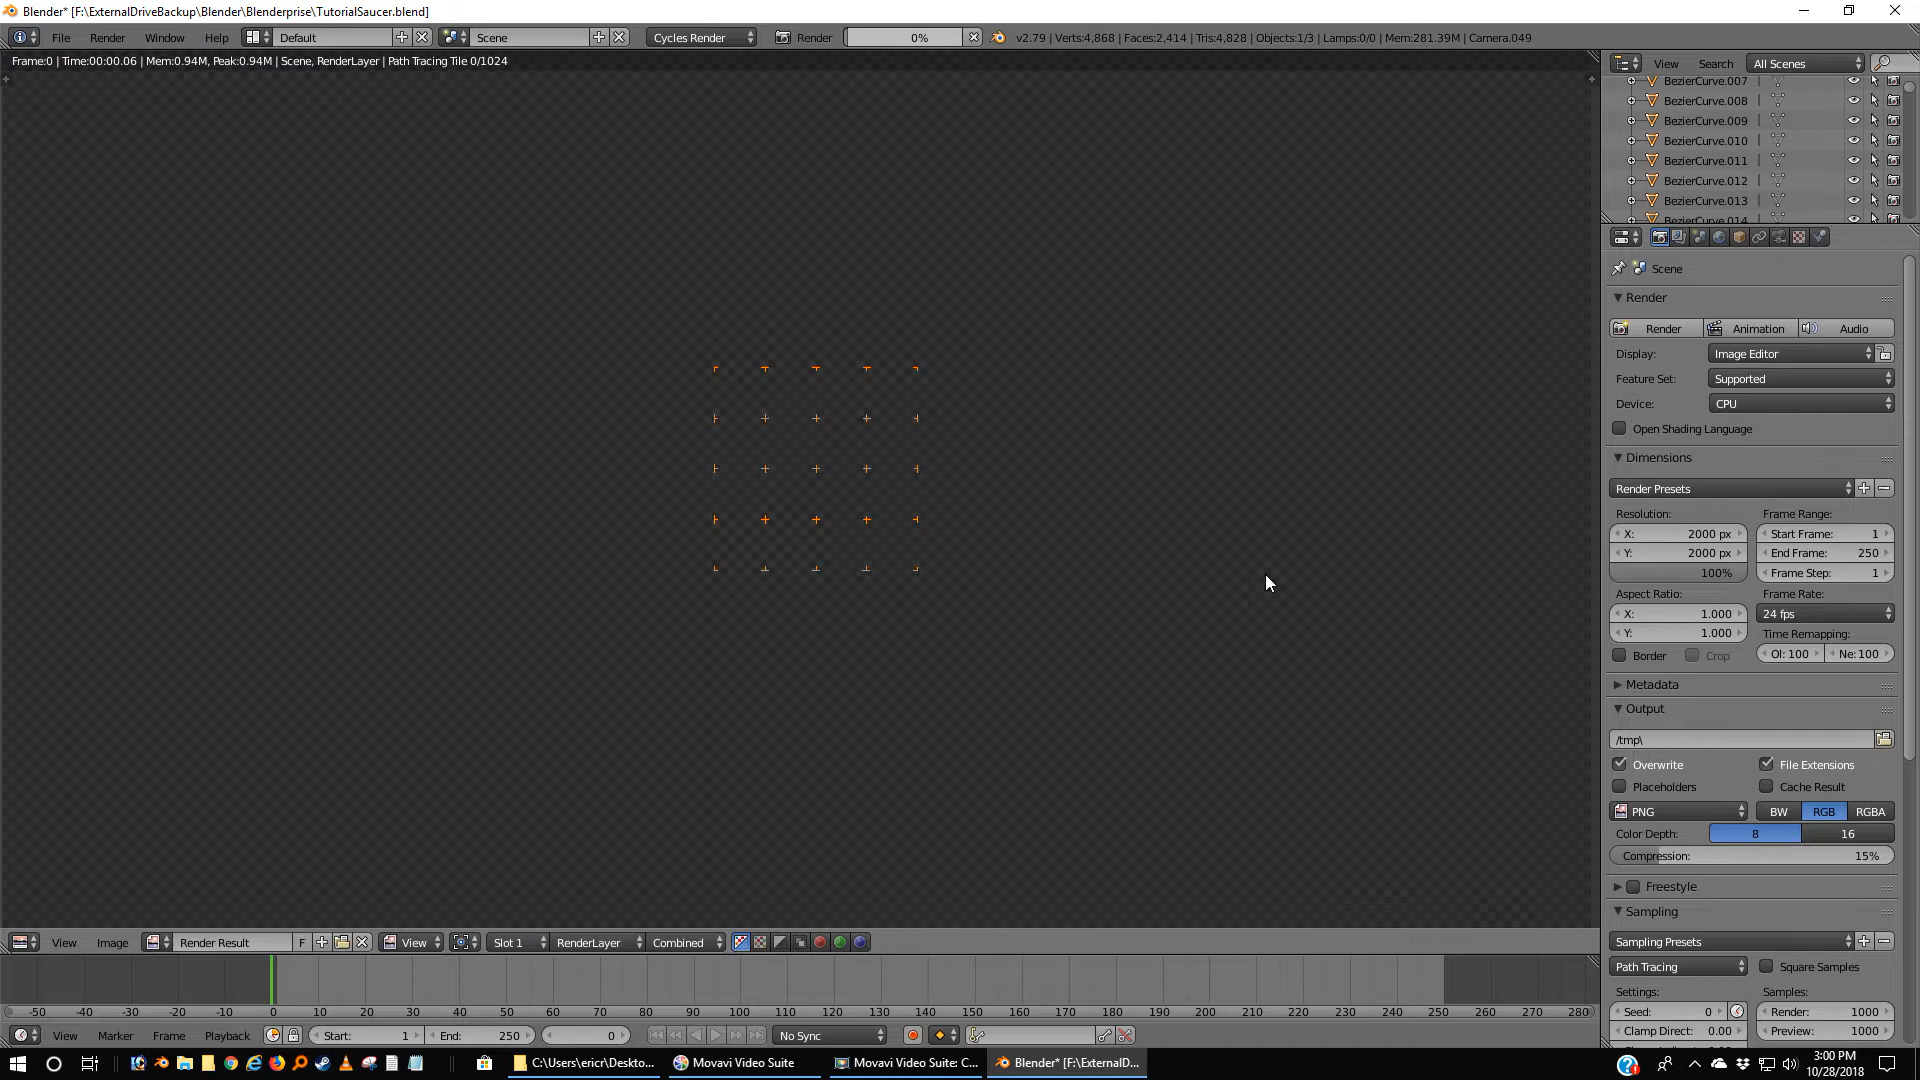 Blender* [F:\ExternalDriveBackup\Blender\Blenderprise\TutorialSaucer.blend]
File Render Window Help Default Scene Cycles Render Render 0% v2.79 | Verts:4,868 | Faces:2,414 | Tris:4,828 | Objects:1/3 | Lamps:0/0 | Mem:281.39M | Camera.049
Frame:0 | Time:00:00.06 | Mem:0.94M, Peak:0.94M | Scene, RenderLayer | Path Tracing Tile 0/1024
View Search All Scenes
BezierCurve.007
BezierCurve.008
BezierCurve.009
BezierCurve.010
BezierCurve.011
BezierCurve.012
BezierCurve.013
BezierCurve.014
Scene
Render
Render Animation Audio
Display: Image Editor
Feature Set: Supported
Device: CPU
Open Shading Language
Dimensions
Render Presets
Resolution: Frame Range:
X: 2000 px Start Frame: 1
Y: 2000 px End Frame: 250
100% Frame Step: 1
Aspect Ratio: Frame Rate:
X: 1.000 24 fps
Y: 1.000 Time Remapping:
Border Crop Ol: 100 Ne: 100
Metadata
Output
/tmp\
Overwrite File Extensions
Placeholders Cache Result
PNG BW RGB RGBA
Color Depth: 8 16
Compression: 15%
Freestyle
Sampling
Sampling Presets
Path Tracing Square Samples
Settings: Samples:
Seed: 0 Render: 1000
Clamp Direct: 0.00 Preview: 1000
View Image Render Result F View Slot 1 RenderLayer Combined
-50 -40 -30 -20 -10 0 10 20 30 40 50 60 70 80 90 100 110 120 130 140 150 160 170 180 190 200 210 220 230 240 250 260 270 280
View Marker Frame Playback Start: 1 End: 250 0 No Sync
C:\Users\ericr\Deskto... Movavi Video Suite Movavi Video Suite: C... Blender* [F:\ExternalD...
3:00 PM
10/28/2018